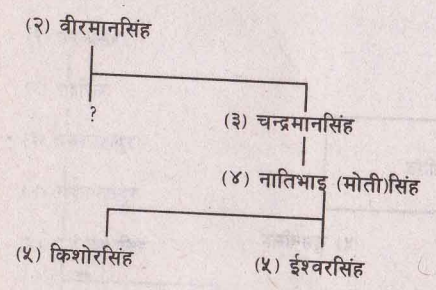 (२) वीरमानसिंह
?
(३) चन्द्रमानसिंह
(४) नातिभाइ (मोती)सिंह
(५) किशोरसिंह
(५) ईश्वरसिंह